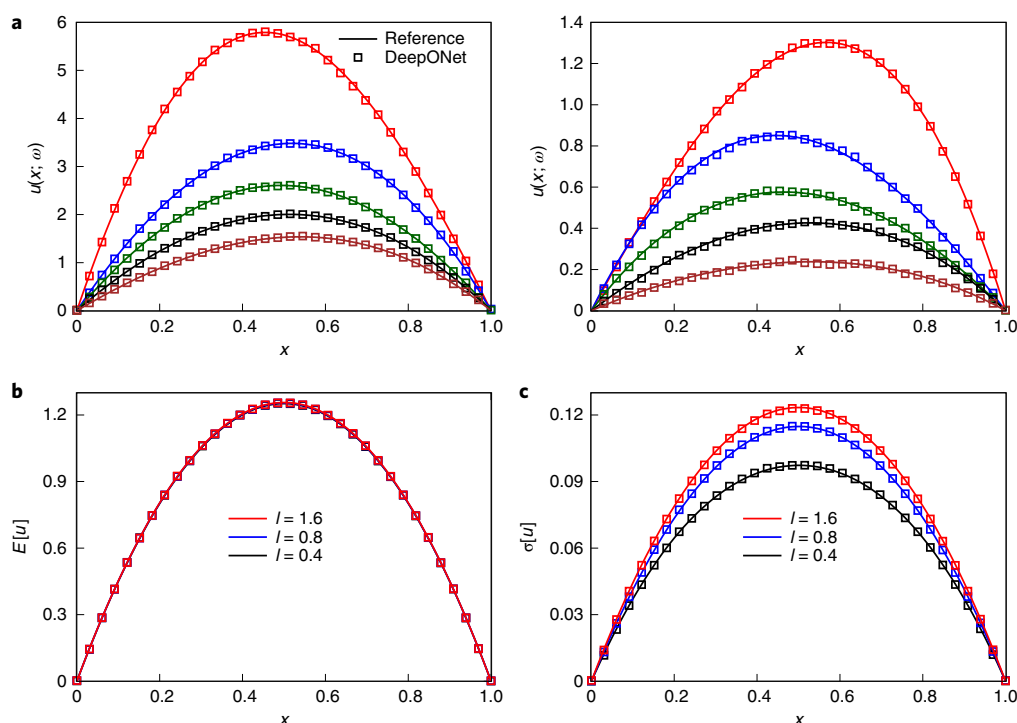 a
6
5
4
3
2
1
0
u(x; ω)
Reference
DeepONet
0
0.2
0.4
0.6
0.8
1.0
x
1.4
1.2
1.0
0.8
0.6
0.4
0.2
0
u(x; ω)
0
0.2
0.4
0.6
0.8
1.0
x
b
1.2
0.9
0.6
0.3
0
E[u]
l = 1.6
l = 0.8
l = 0.4
0
0.2
0.4
0.6
0.8
1.0
x
c
0.12
0.09
0.06
0.03
0
σ[u]
l = 1.6
l = 0.8
l = 0.4
0
0.2
0.4
0.6
0.8
1.0
x